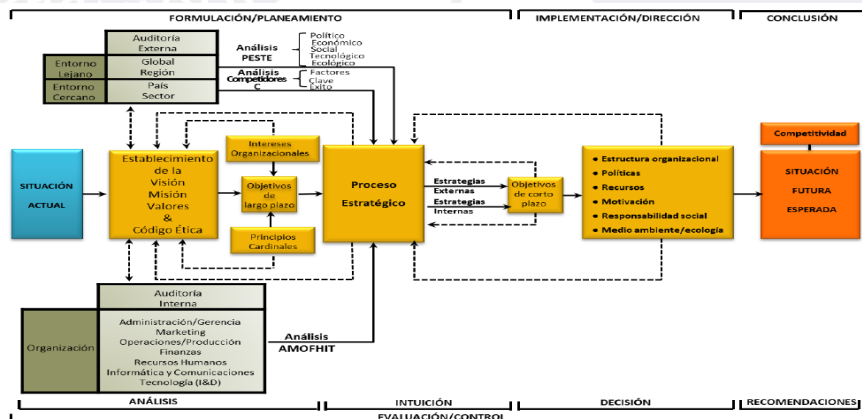 FORMULACIÓN/PLANEAMIENTO
IMPLEMENTACIÓN/DIRECCIÓN
CONCLUSIÓN
Auditoría
Externa
Entorno
Lejano
Global
Región
Entorno
Cercano
País
Sector
Análisis
PESTE
Político
Económico
Social
Tecnológico
Ecológico
Análisis
Competidores
C
Factores
Clave
Éxito
SITUACIÓN
ACTUAL
Establecimiento
de la
Visión
Misión
Valores
&
Código Ética
Intereses
Organizacionales
Objetivos
de
largo plazo
Principios
Cardinales
Proceso
Estratégico
Estrategias
Externas
Estrategias
Internas
Objetivos
de corto
plazo
• Estructura organizacional
• Políticas
• Recursos
• Motivación
• Responsabilidad social
• Medio ambiente/ecología
Competitividad
SITUACIÓN
FUTURA
ESPERADA
Auditoría
Interna
Organización
Administración/Gerencia
Marketing
Operaciones/Producción
Finanzas
Recursos Humanos
Informática y Comunicaciones
Tecnología (I&D)
Análisis
AMOFHIT
ANÁLISIS
INTUICIÓN
DECISIÓN
RECOMENDACIONES
EVALUACIÓN/CONTROL